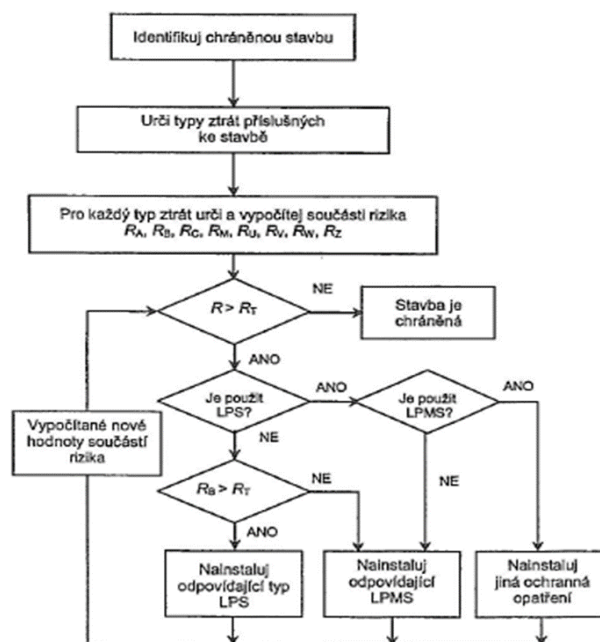 Identifikuj chráněnou stavbu
Urči typy ztrát příslušných
ke stavbě
Pro každý typ ztrát urči a vypočítej součásti rizika
RA, RB, RC, RM, RU, RV, RW, RZ
R > RT
NE
Stavba je
chráněná
ANO
Je použit
LPS?
ANO
Je použit
LPMS?
ANO
Vypočítané nové
hodnoty součástí
rizika
NE
NE
RB > RT
NE
ANO
Nainstaluj
odpovídající typ
LPS
Nainstaluj
odpovídající
LPMS
Nainstaluj
jiná ochranná
opatření